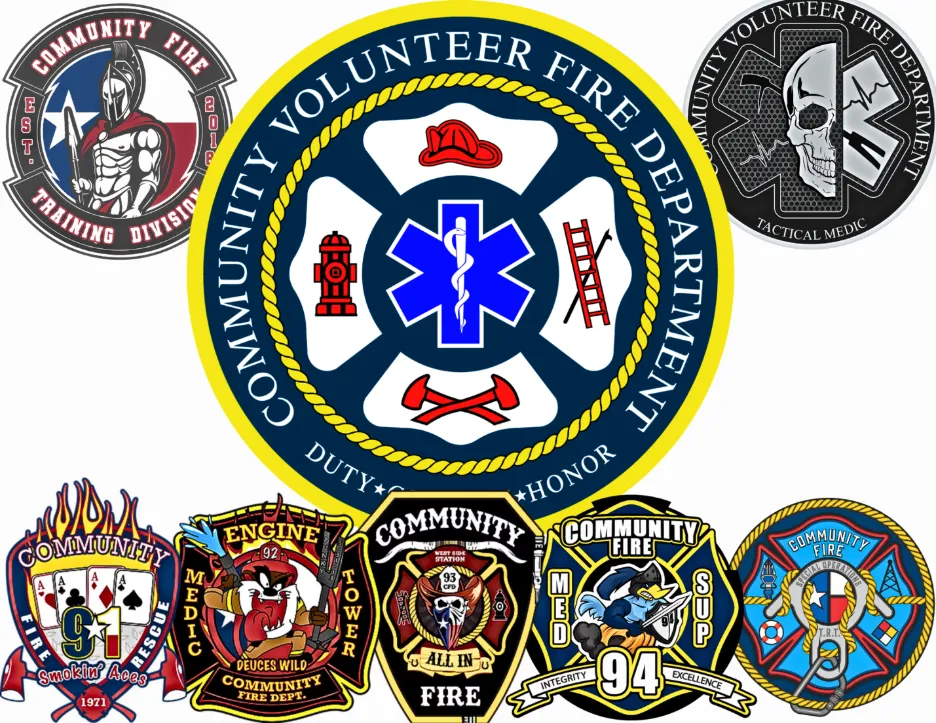 COMMUNITY FIRE
EST.
2018
TRAINING DIVISION
COMMUNITY VOLUNTEER FIRE DEPARTMENT
DUTY★
★HONOR
COMMUNITY VOLUNTEER FIRE DEPARTMENT
TACTICAL MEDIC
COMMUNITY
A A A A
91
FIRE RESCUE
Smokin' Aces
1971
ENGINE
92
MEDIC
TOWER
DEUCES WILD
COMMUNITY
FIRE DEPT.
COMMUNITY
WEST SIDE
STATION
93
CFD
ALL IN
FIRE
COMMUNITY
FIRE
MED
SUP
94
94
INTEGRITY
EXCELLENCE
COMMUNITY
FIRE
SPECIAL OPERATIONS
T.R.T.